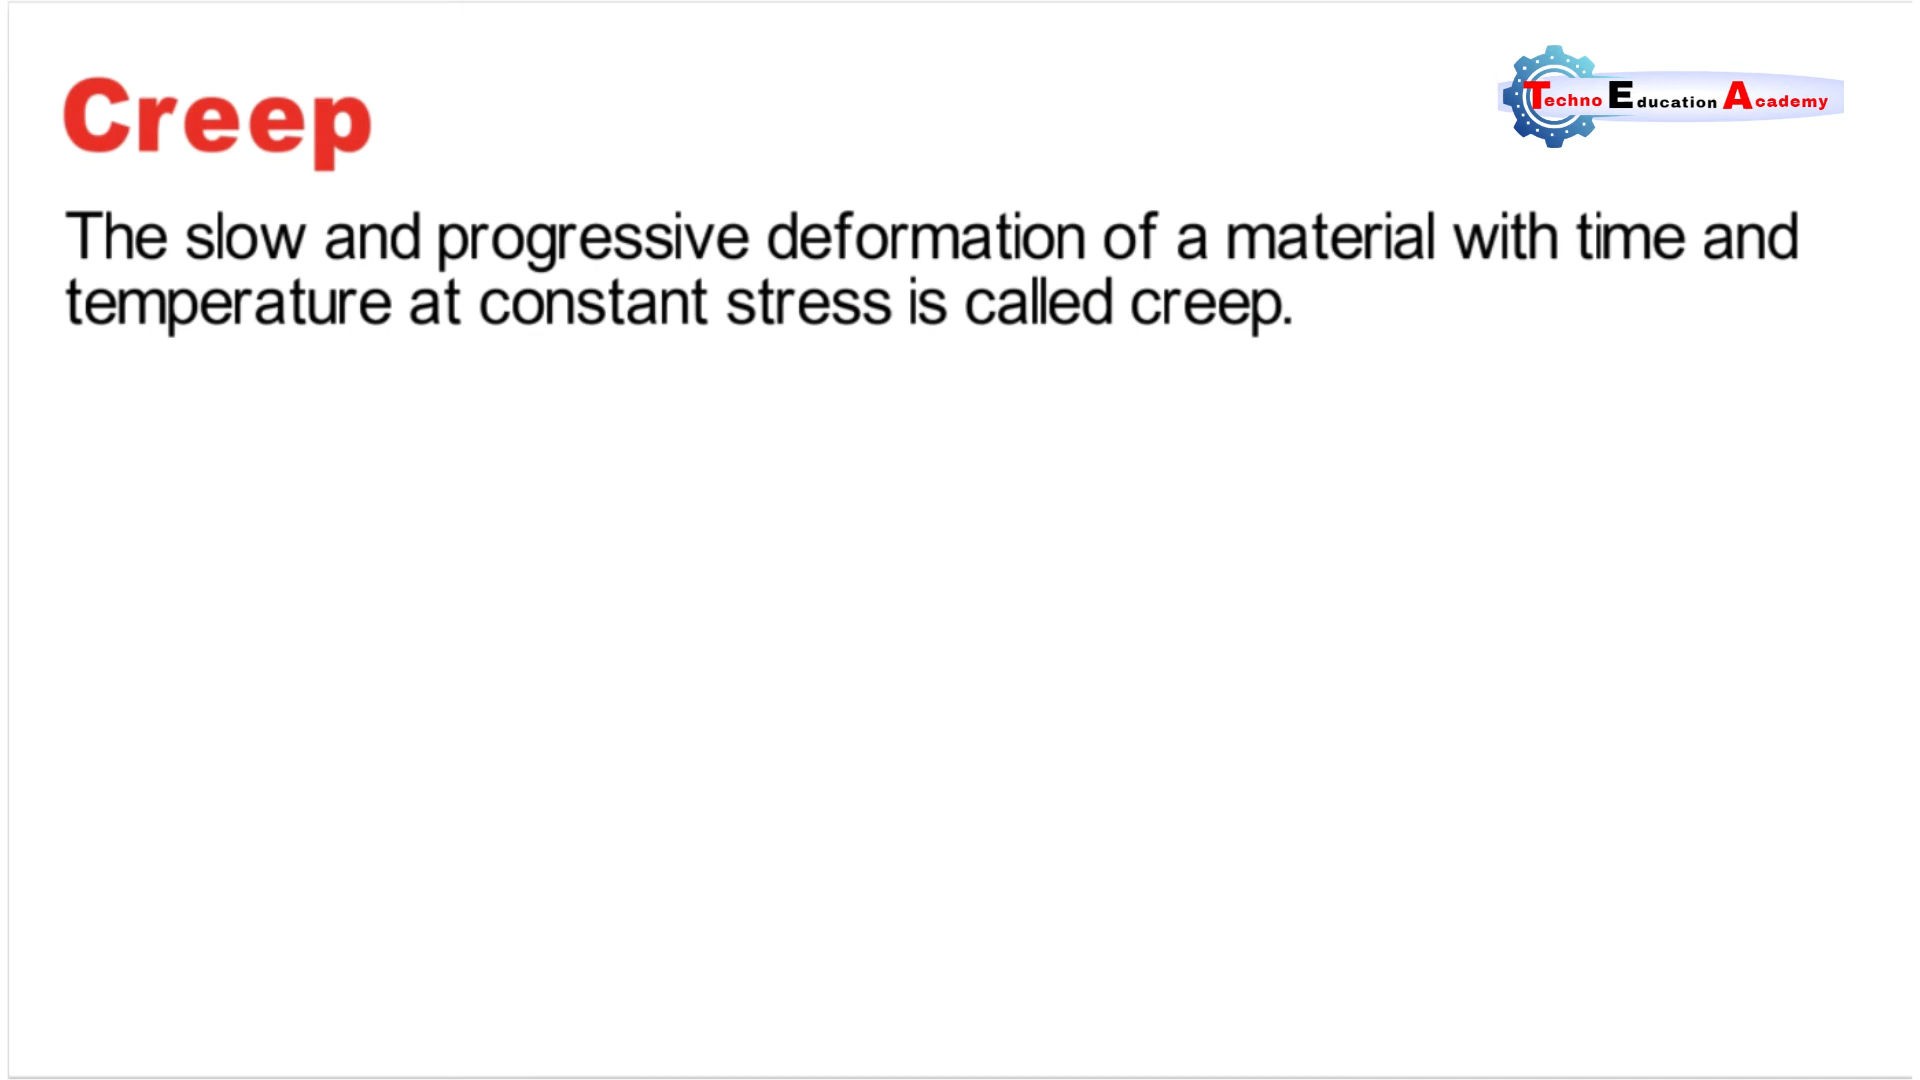 Creep
Techno Education Academy
The slow and progressive deformation of a material with time and
temperature at constant stress is called creep.